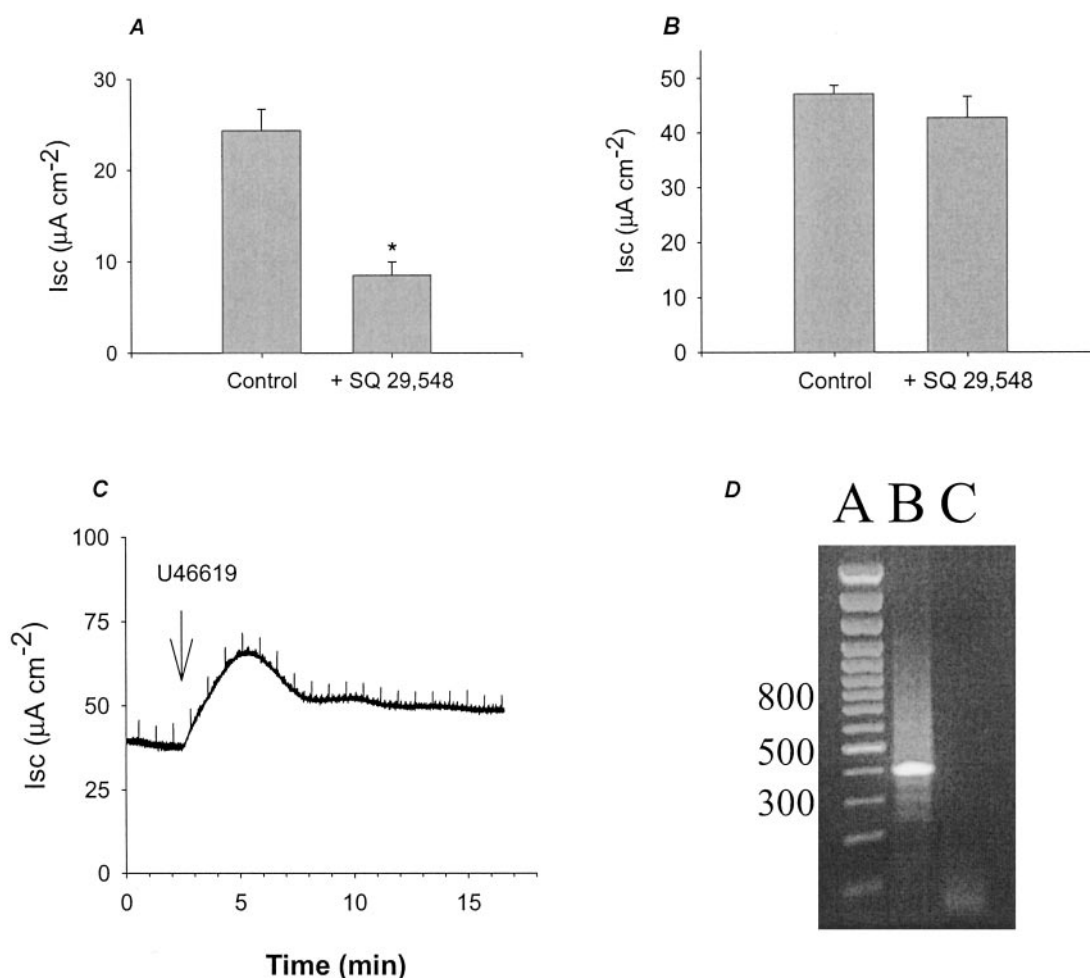 A
Isc (µA cm-2)
30
20
10
0
*
Control
+ SQ 29,548
B
Isc (µA cm-2)
50
40
30
20
10
0
Control
+ SQ 29,548
C
Isc (µA cm-2)
100
75
50
25
0
U46619
0
5
10
15
Time (min)
D
A B C
800
500
300